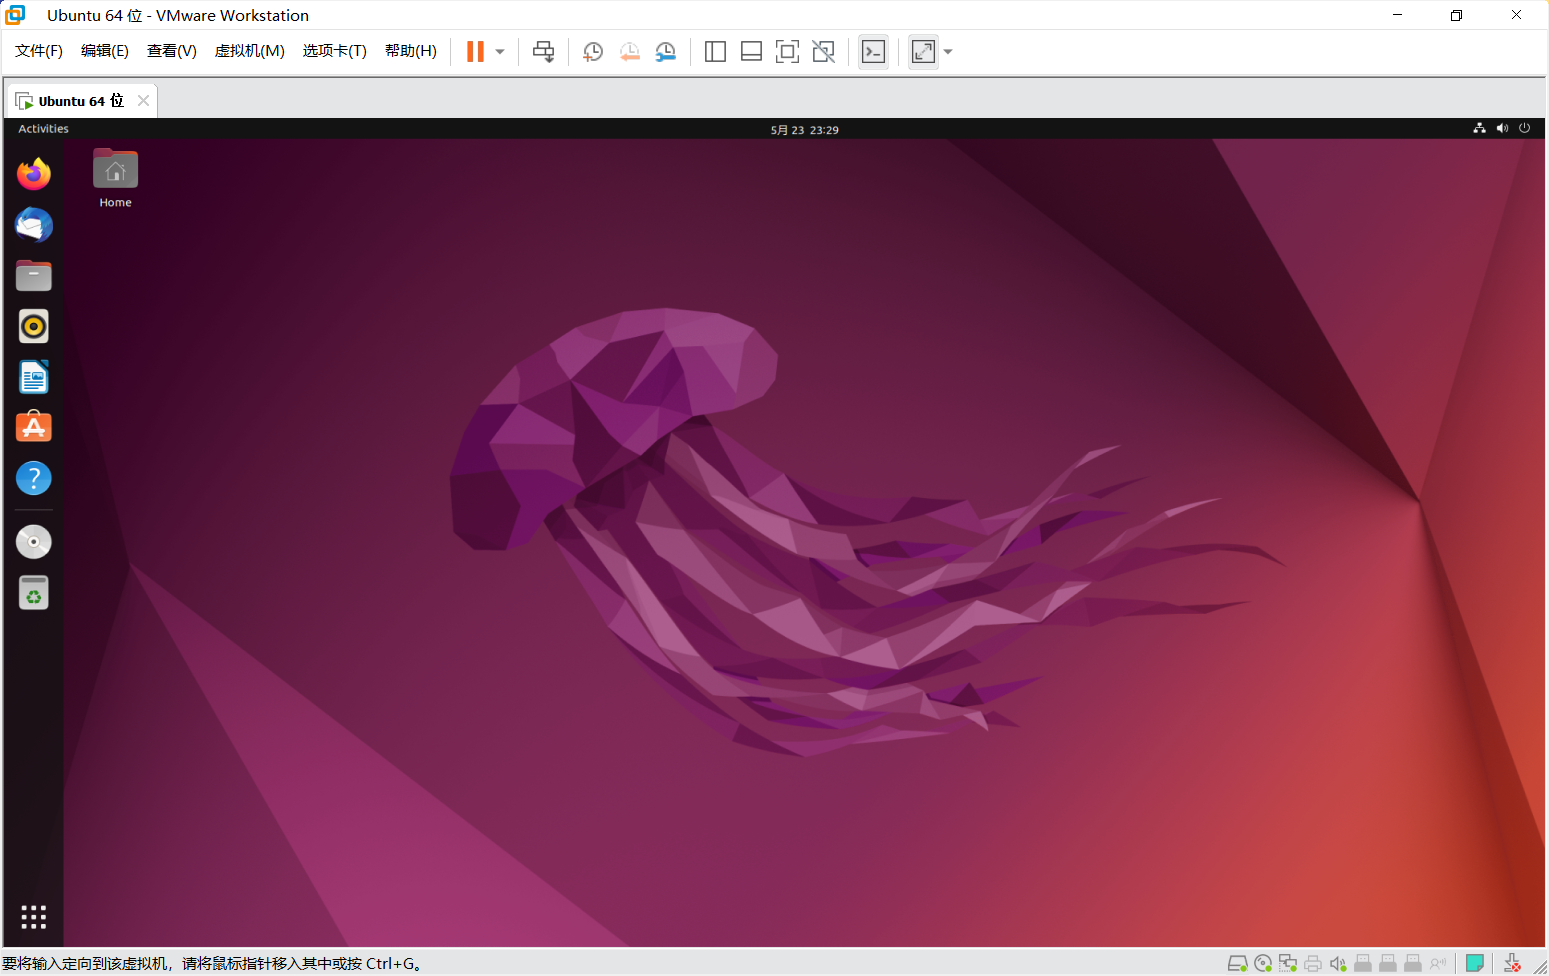 Ubuntu 64 位 - VMware Workstation
文件(F) 编辑(E) 查看(V) 虚拟机(M) 选项卡(T) 帮助(H)
Ubuntu 64 位
Activities 5月 23 23:29
Home
要将输入定向到该虚拟机，请将鼠标指针移入其中或按 Ctrl+G。